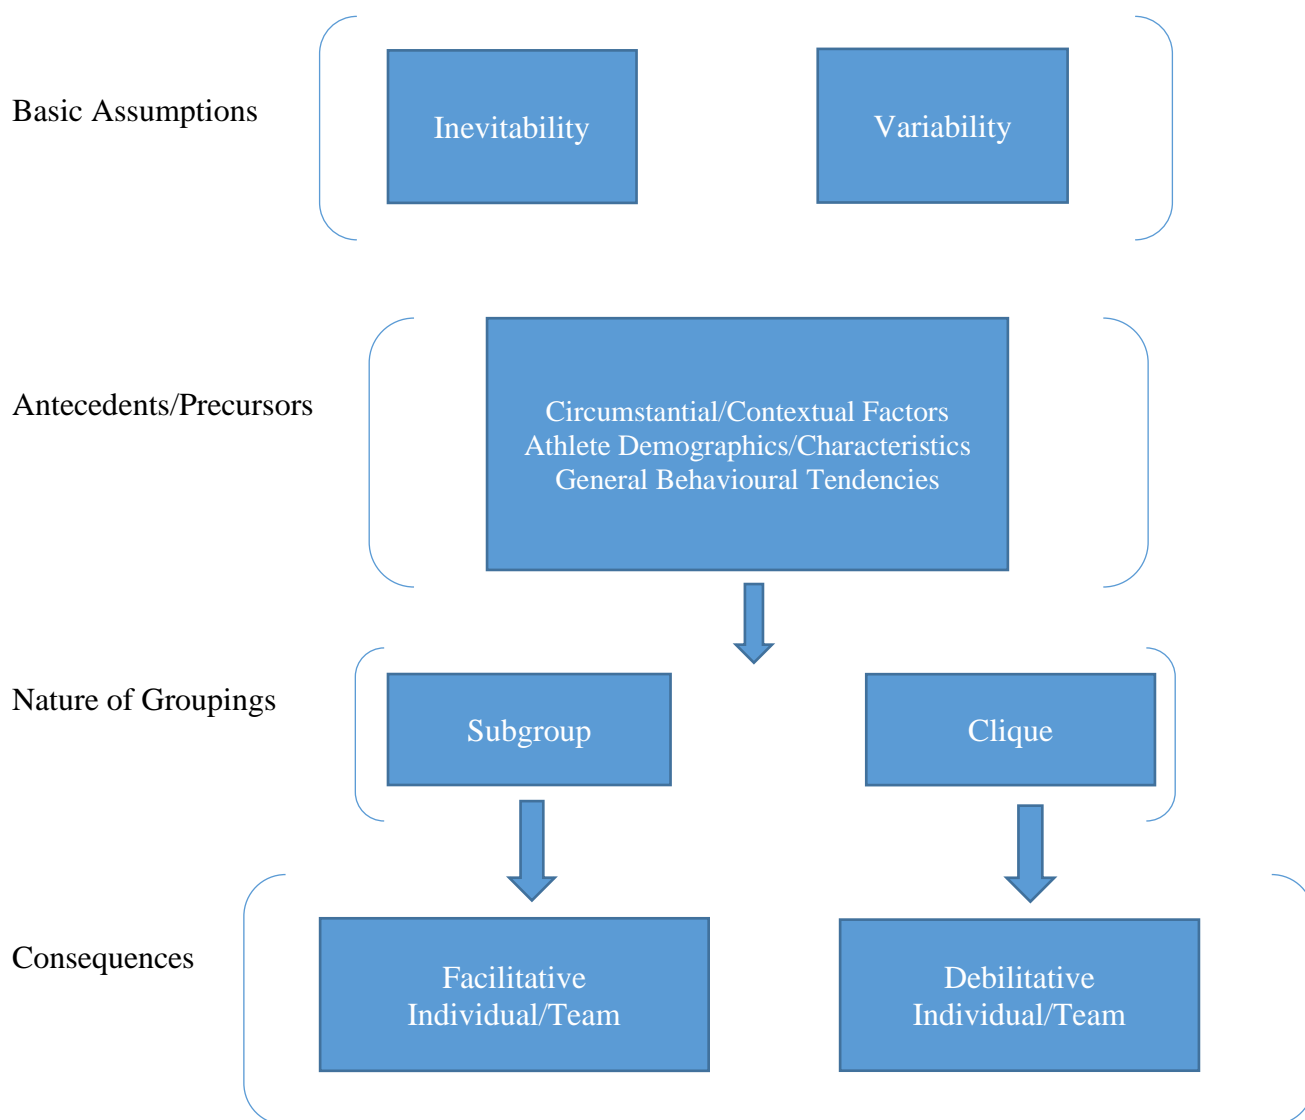 Basic Assumptions
Inevitability
Variability
Antecedents/Precursors
Circumstantial/Contextual Factors
Athlete Demographics/Characteristics
General Behavioural Tendencies
Nature of Groupings
Subgroup
Clique
Consequences
Facilitative
Individual/Team
Debilitative
Individual/Team